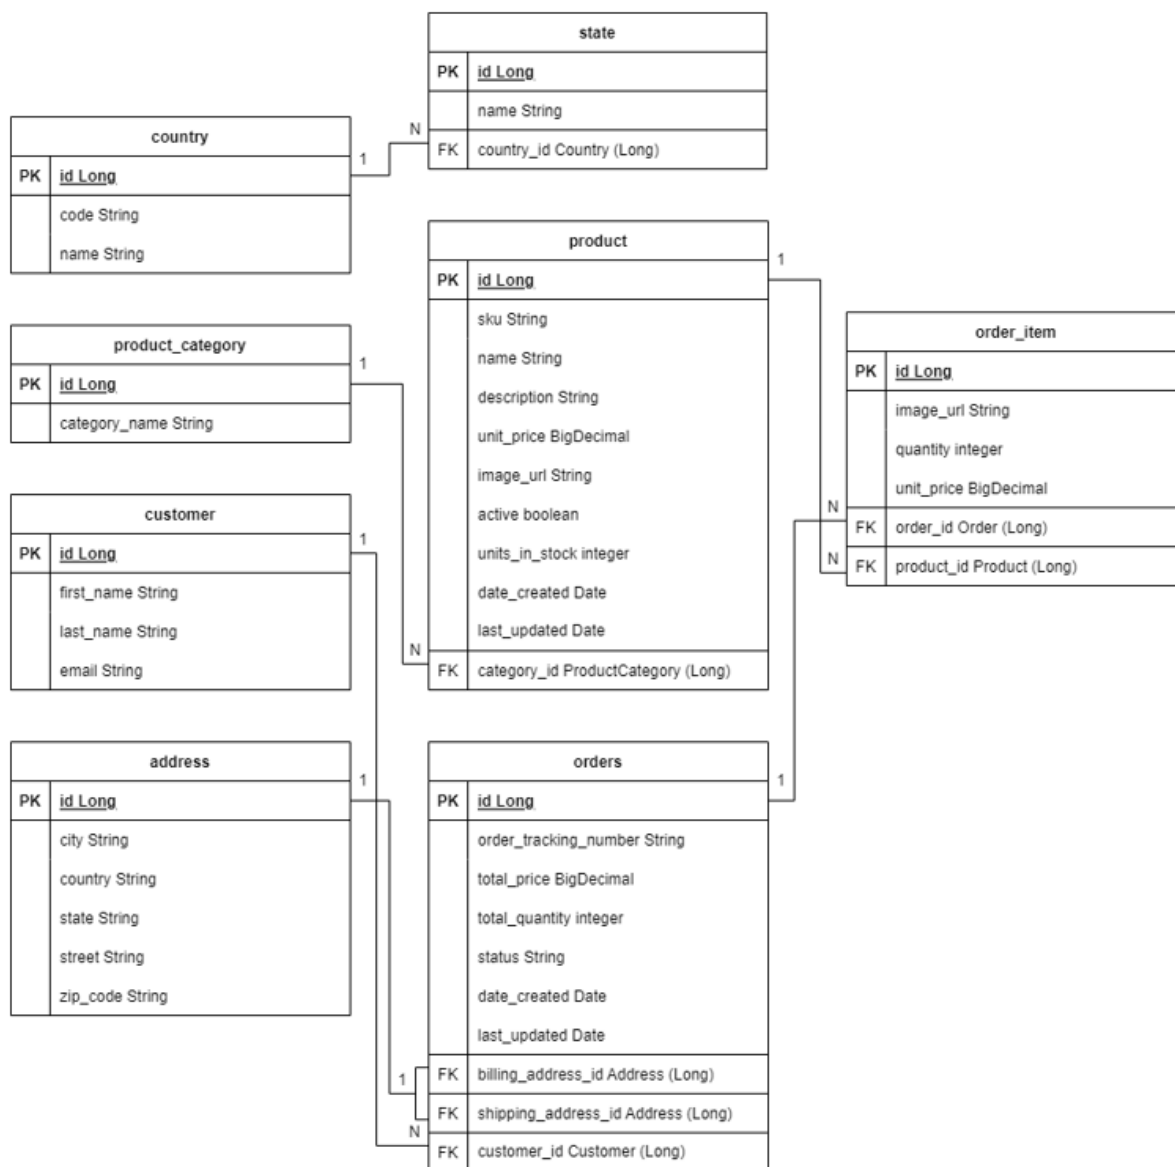 state
PK id Long
name String
FK country_id Country (Long)
country
PK id Long
code String
name String
1
N
product
PK id Long
sku String
name String
description String
unit_price BigDecimal
image_url String
active boolean
units_in_stock integer
date_created Date
last_updated Date
FK category_id ProductCategory (Long)
product_category
PK id Long
category_name String
1
N
order_item
PK id Long
image_url String
quantity integer
unit_price BigDecimal
FK order_id Order (Long)
FK product_id Product (Long)
1
N
N
customer
PK id Long
first_name String
last_name String
email String
1
address
PK id Long
city String
country String
state String
street String
zip_code String
1
orders
PK id Long
order_tracking_number String
total_price BigDecimal
total_quantity integer
status String
date_created Date
last_updated Date
FK billing_address_id Address (Long)
FK shipping_address_id Address (Long)
FK customer_id Customer (Long)
1
1
N